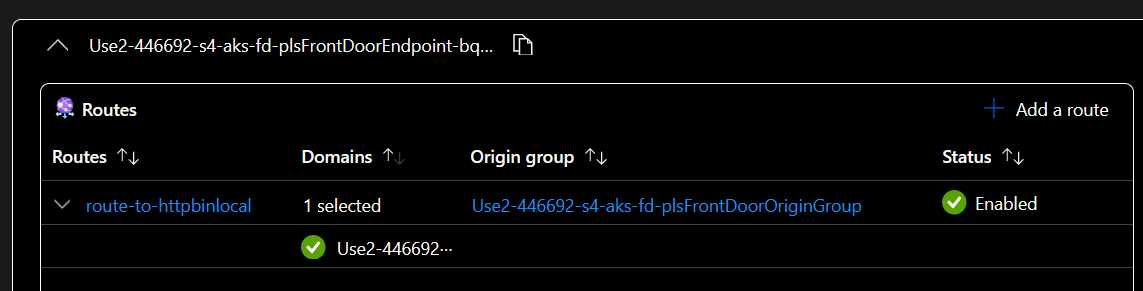 Use2-446692-s4-aks-fd-plsFrontDoorEndpoint-bq...
Routes
Add a route
Routes Domains Origin group Status
route-to-httpbinlocal 1 selected Use2-446692-s4-aks-fd-plsFrontDoorOriginGroup Enabled
Use2-446692...